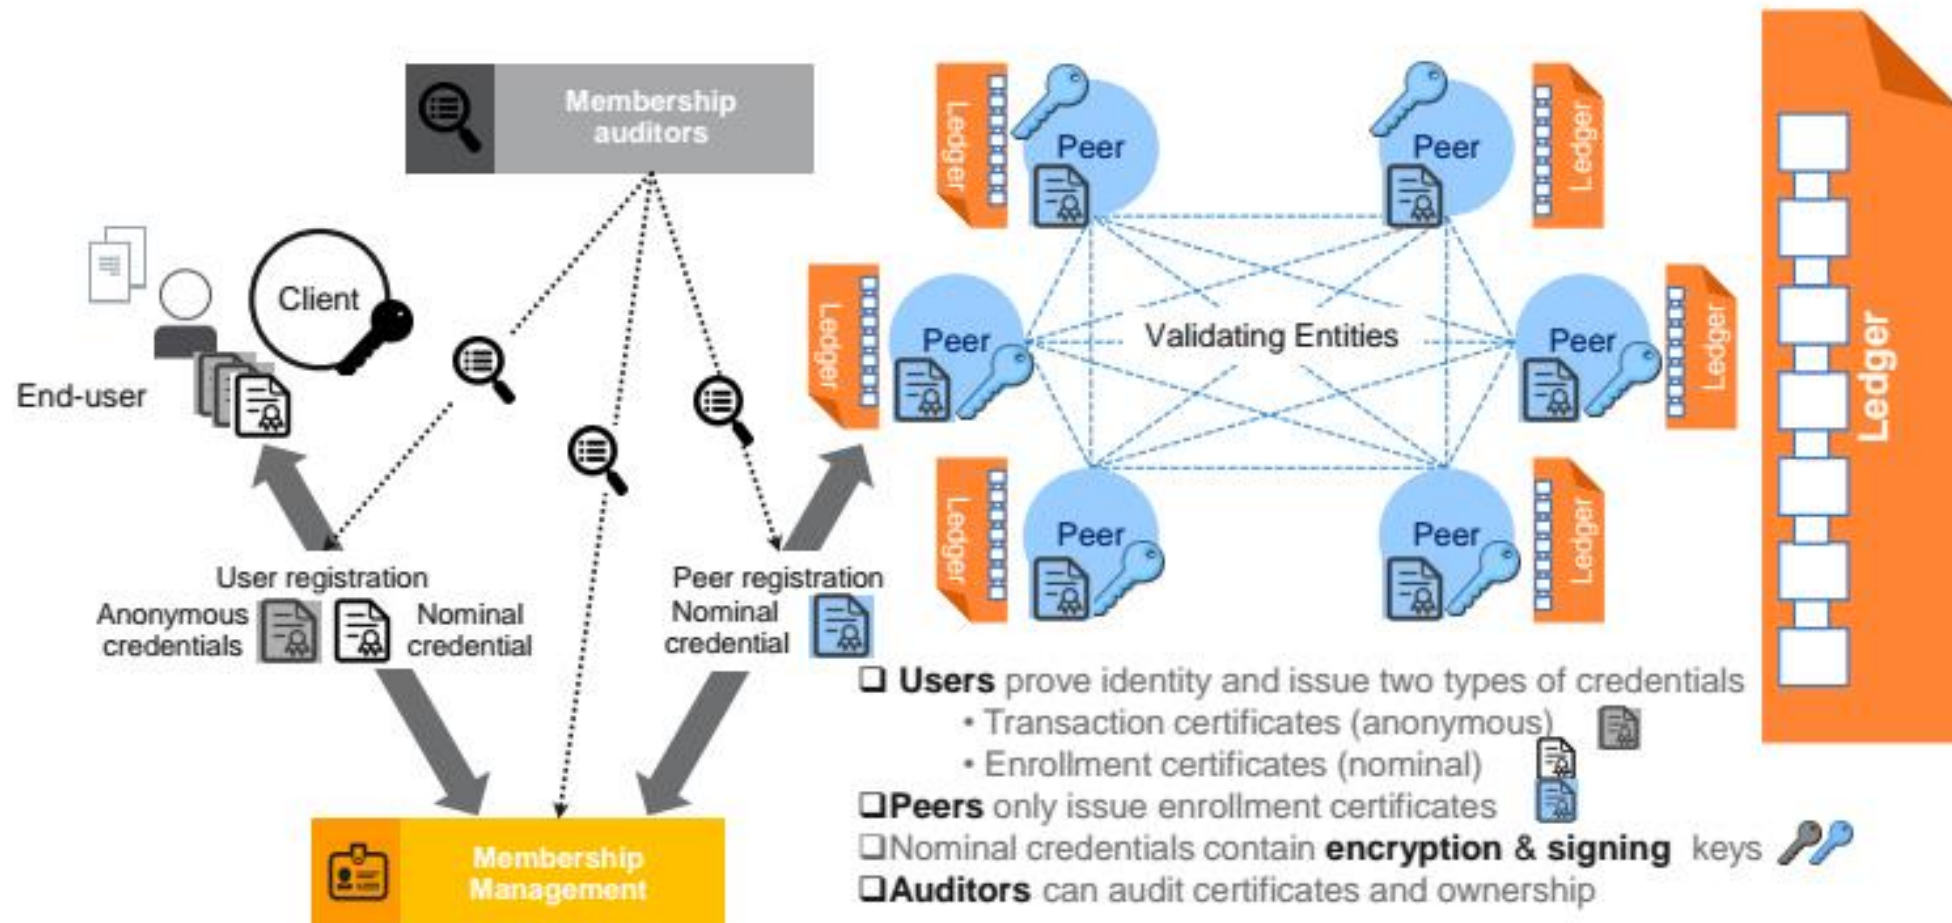 Membership
auditors
Client
End-user
User registration
Anonymous
credentials
Nominal
credential
Peer registration
Nominal
credential
Membership
Management
Ledger
Peer
Peer
Ledger
Ledger
Peer
Validating Entities
Peer
Ledger
Ledger
Peer
Peer
Ledger
Ledger
❑ Users prove identity and issue two types of credentials
• Transaction certificates (anonymous)
• Enrollment certificates (nominal)
❑Peers only issue enrollment certificates
❑Nominal credentials contain encryption & signing keys
❑Auditors can audit certificates and ownership